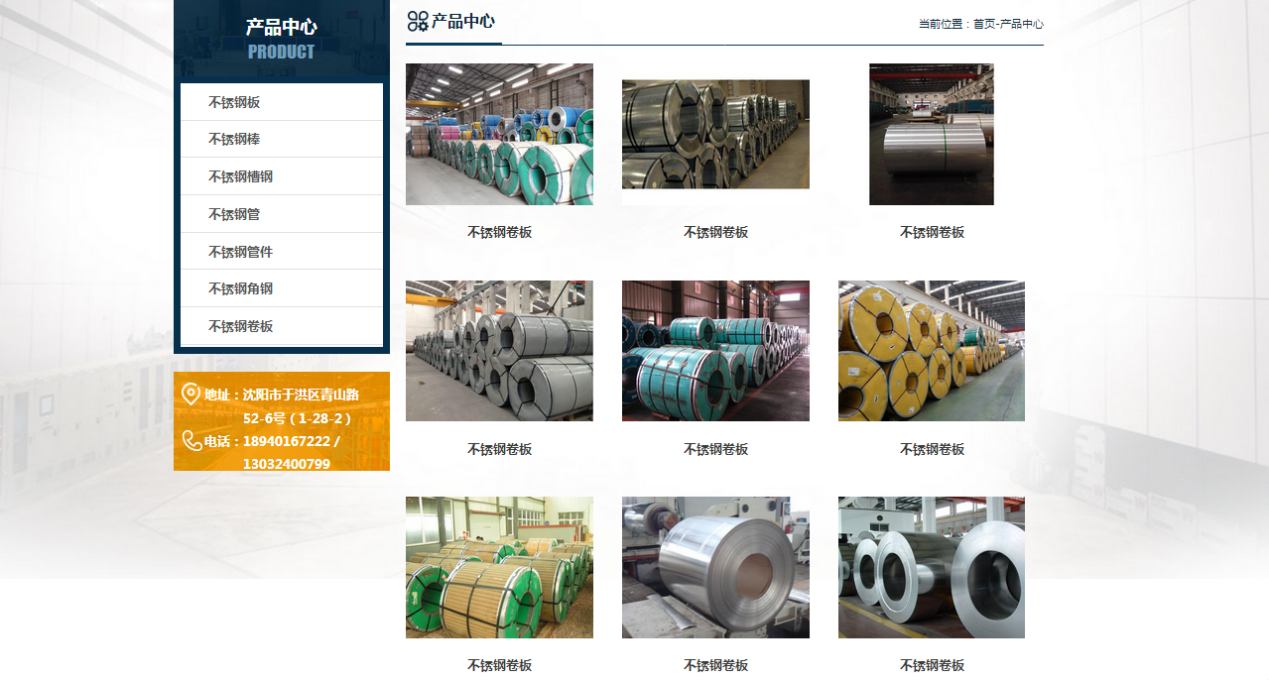 产品中心
PRODUCT
不锈钢板
不锈钢棒
不锈钢槽钢
不锈钢管
不锈钢管件
不锈钢角钢
不锈钢卷板
地址：沈阳市于洪区青山路
52-6号（1-28-2）
电话：18940167222 /
13032400799
产品中心
当前位置：首页-产品中心
不锈钢卷板
不锈钢卷板
不锈钢卷板
不锈钢卷板
不锈钢卷板
不锈钢卷板
不锈钢卷板
不锈钢卷板
不锈钢卷板